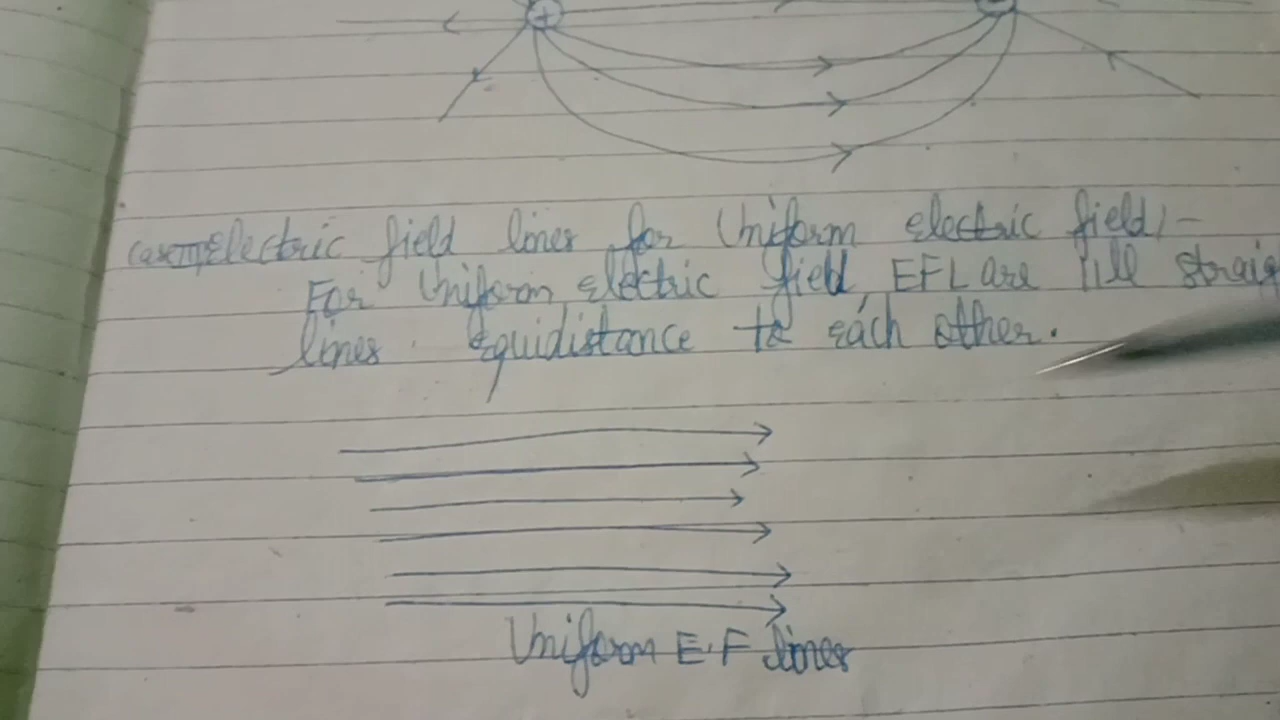 +
Electric field lines for Uniform electric field:-
For Uniform electric field, EFL are straig
lines. Equidistance to each other.
Uniform E.F lines